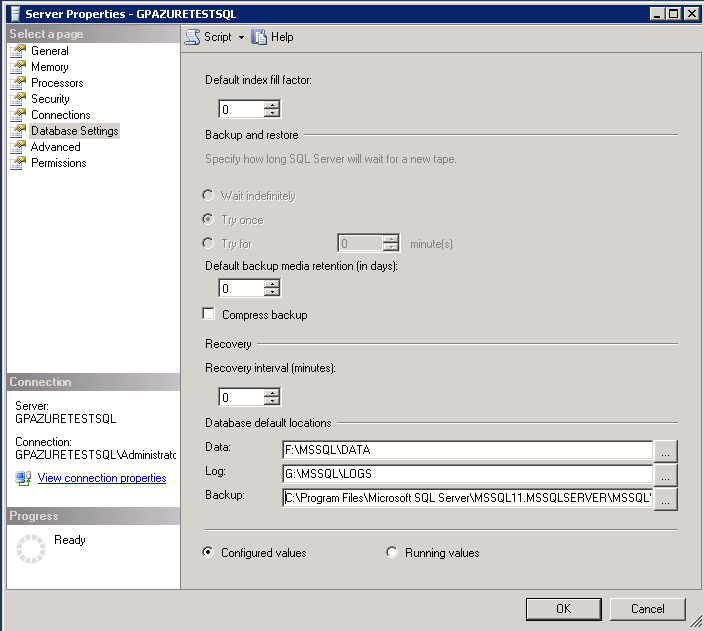 Server Properties - GPAZURETESTSQL
Select a page
General
Memory
Processors
Security
Connections
Database Settings
Advanced
Permissions
Script Help
Default index fill factor:
0
Backup and restore
Specify how long SQL Server will wait for a new tape.
Wait indefinitely
Try once
Try for 0 minute(s)
Default backup media retention (in days):
0
Compress backup
Recovery
Recovery interval (minutes):
0
Database default locations
Data: F:\MSSQL\DATA ...
Log: G:\MSSQL\LOGS ...
Backup: C:\Program Files\Microsoft SQL Server\MSSQL11.MSSQLSERVER\MSSQL\ ...
Configured values Running values
Connection
Server:
GPAZURETESTSQL
Connection:
GPAZURETESTSQL\Administrato
View connection properties
Progress
Ready
OK Cancel